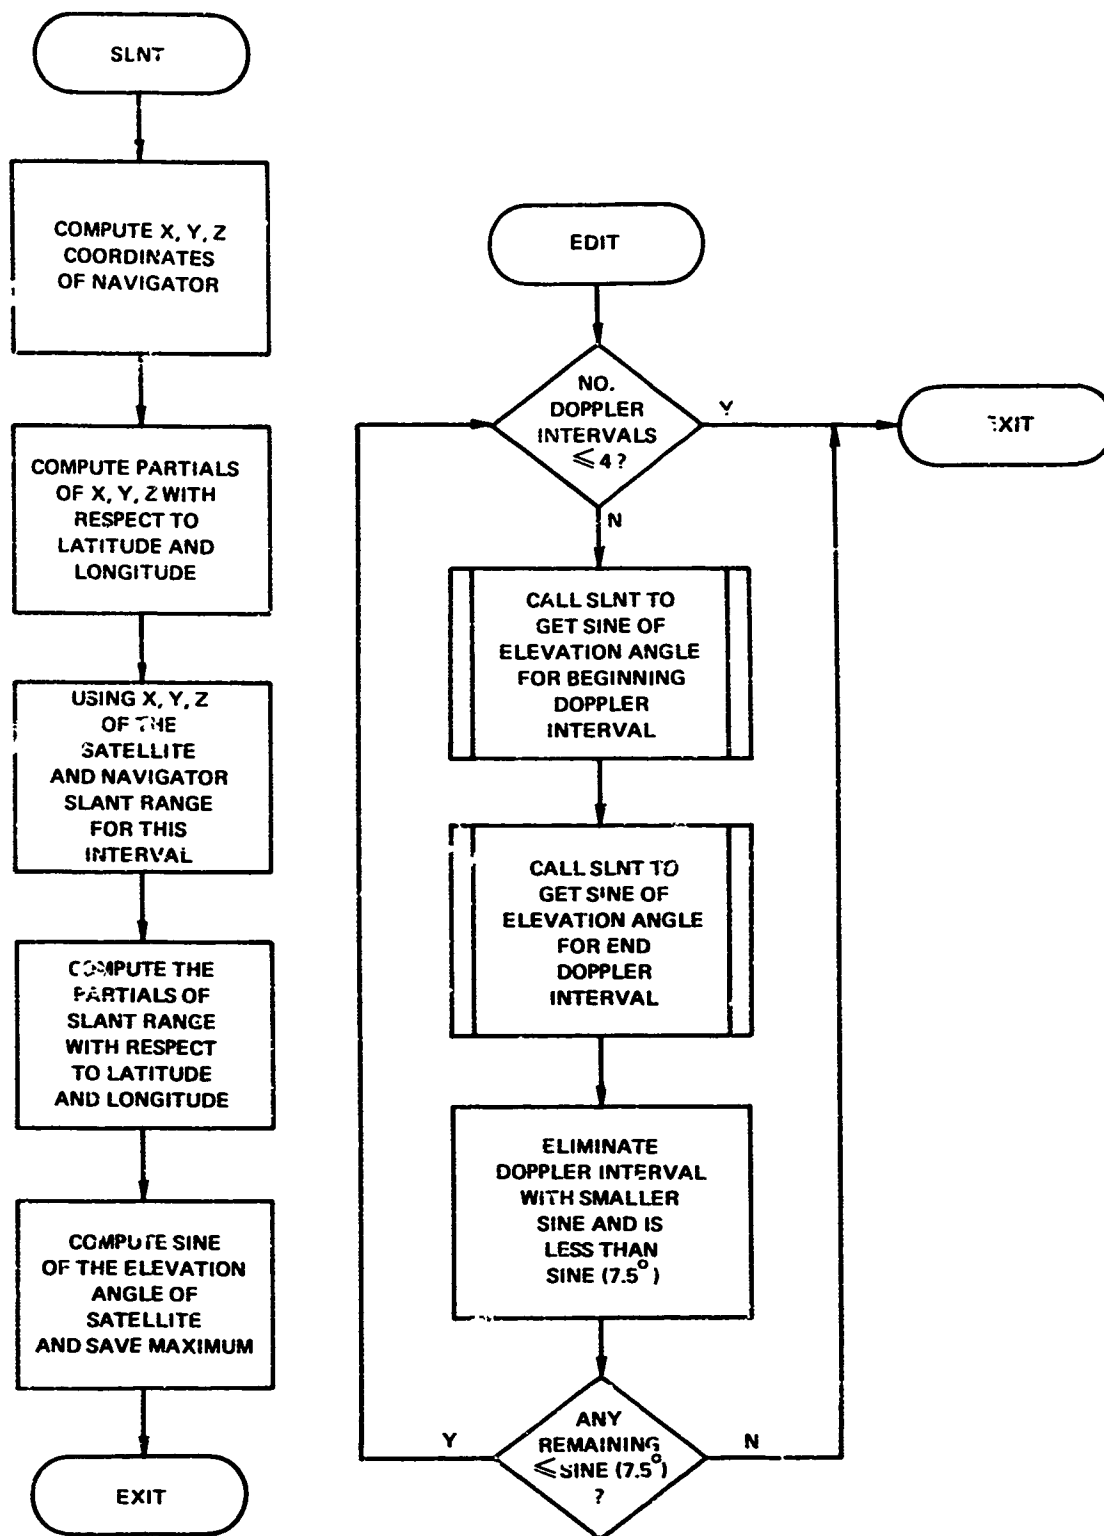 SLNT
COMPUTE X, Y, Z
COORDINATES
OF NAVIGATOR
COMPUTE PARTIALS
OF X, Y, Z WITH
RESPECT TO
LATITUDE AND
LONGITUDE
USING X, Y, Z
OF THE
SATELLITE
AND NAVIGATOR
SLANT RANGE
FOR THIS
INTERVAL
COMPUTE THE
PARTIALS OF
SLANT RANGE
WITH RESPECT
TO LATITUDE
AND LONGITUDE
COMPUTE SINE
OF THE ELEVATION
ANGLE OF
SATELLITE
AND SAVE MAXIMUM
EXIT
EDIT
NO.
DOPPLER
INTERVALS
≤ 4 ?
Y
EXIT
N
CALL SLNT TO
GET SINE OF
ELEVATION ANGLE
FOR BEGINNING
DOPPLER
INTERVAL
CALL SLNT TO
GET SINE OF
ELEVATION ANGLE
FOR END
DOPPLER
INTERVAL
ELIMINATE
DOPPLER INTERVAL
WITH SMALLER
SINE AND IS
LESS THAN
SINE (7.5°)
ANY
REMAINING
≤ SINE (7.5°)
?
Y
N